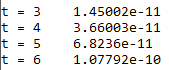 t = 3    1.45002e-11
t = 4    3.66003e-11
t = 5    6.8236e-11
t = 6    1.07792e-10